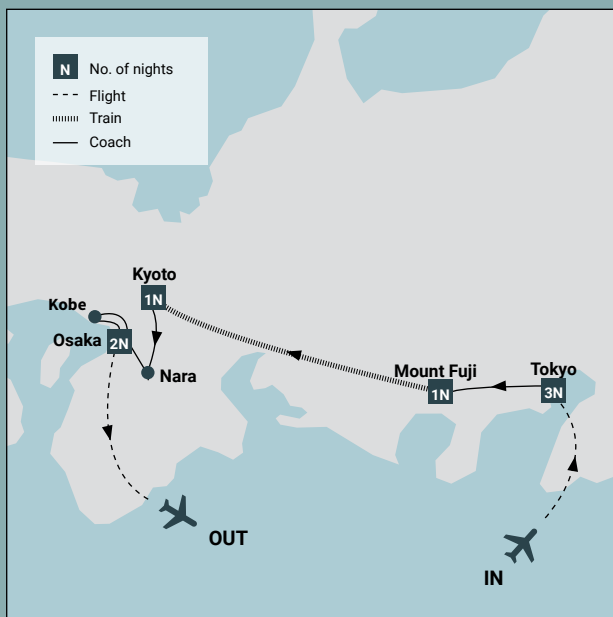 N No. of nights
Flight
Train
Coach
Kyoto
1N
Kobe
Osaka 2N
Nara
Mount Fuji
1N
Tokyo
3N
OUT
IN